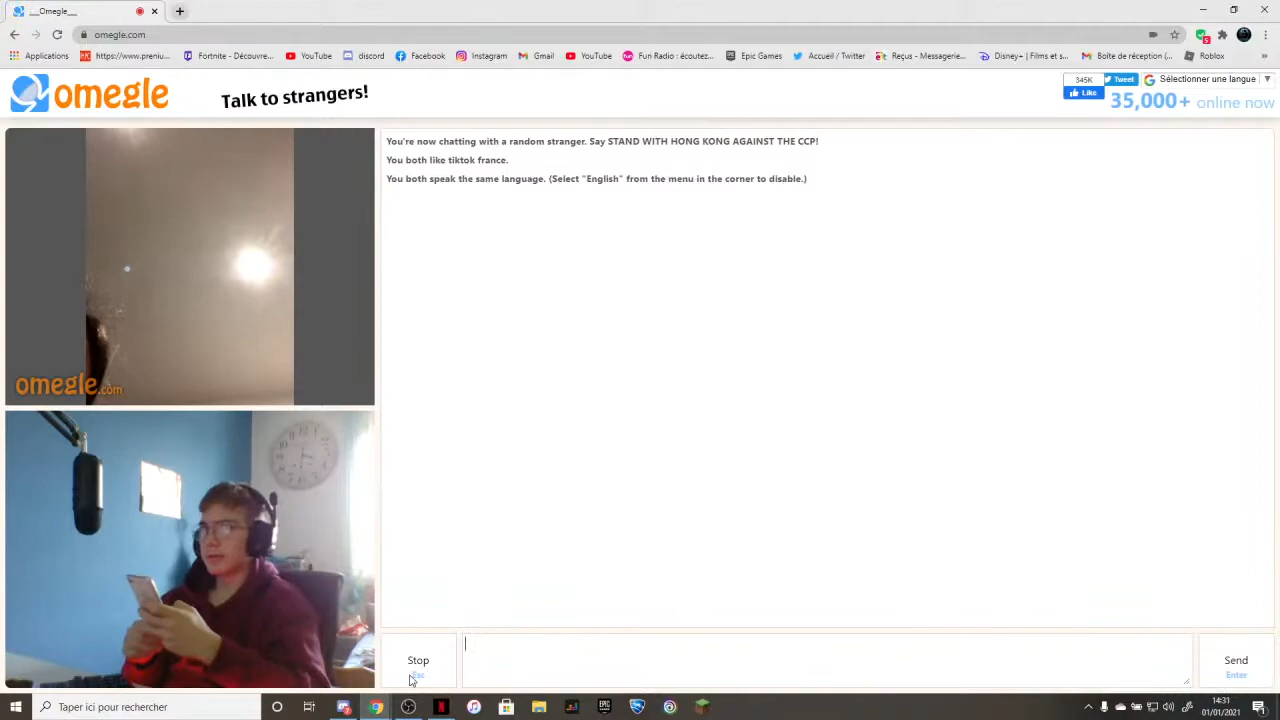 __Omegle__
omegle.com
Applications
https://www.preniu...
Fortnite - Détourn...
YouTube
discord
Facebook
Instagram
Gmail
YouTube
Fun Radio : écoutez...
Epic Games
Accueil / Twitter
Reçus - Messagerie...
Disney+ | Films et s...
Boîte de réception (...
Roblox
omegle
Talk to strangers!
345K
Like
Tweet
Sélectionner une langue
35,000+ online now
You're now chatting with a random stranger. Say STAND WITH HONG KONG AGAINST THE CCP!
You both like tiktok france.
You both speak the same language. (Select "English" from the menu in the corner to disable.)
omegle.com
Stop
Esc
Send
Enter
Taper ici pour rechercher
14:31
01/01/2021